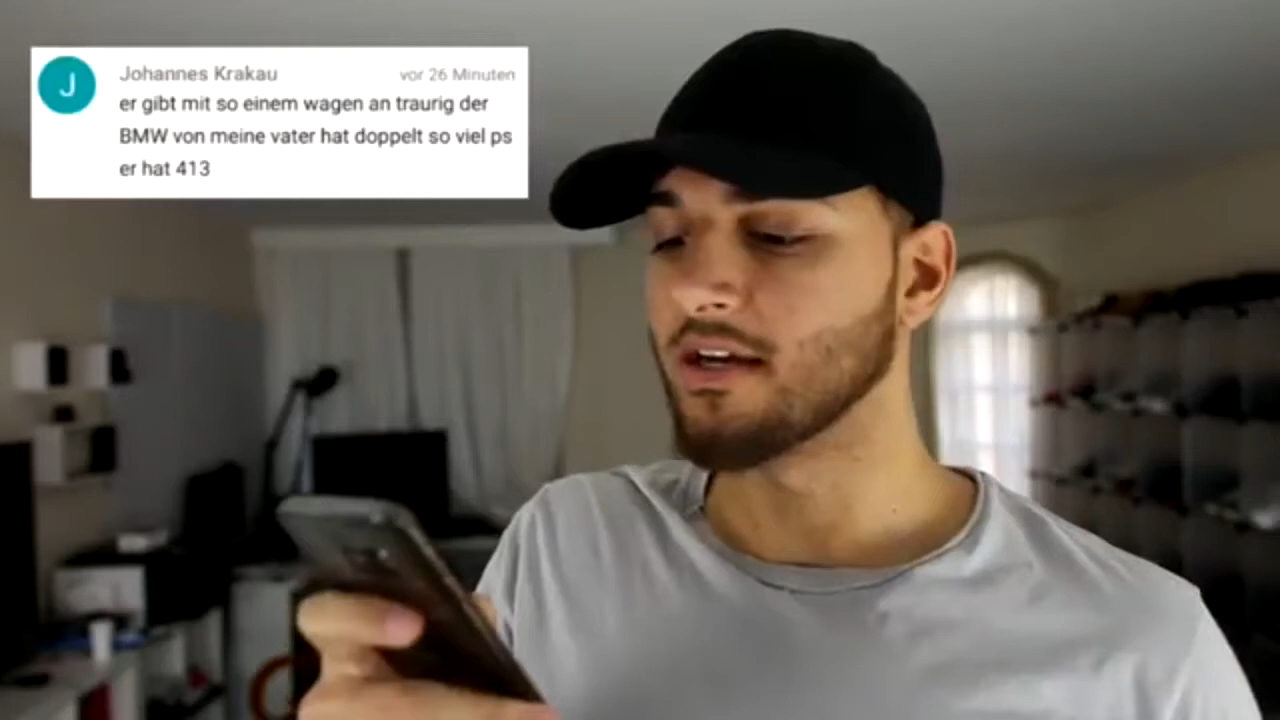 J
Johannes Krakau
vor 26 Minuten
er gibt mit so einem wagen an traurig der
BMW von meine vater hat doppelt so viel ps
er hat 413